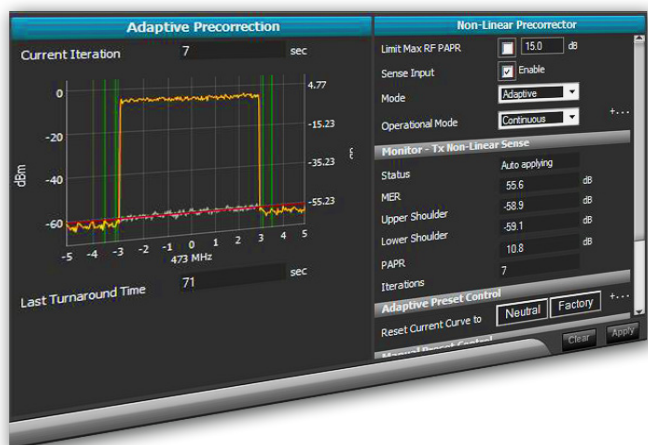 Adaptive Precorrection
Current Iteration 7 sec
0
-20
-40
-60
dBm
4.77
-15.23
-35.23
-55.23
-5 -4 -3 -2 -1 0 1 2 3 4 5
473 MHz
Last Turnaround Time 71 sec
Non-Linear Precorrector
Limit Max RF PAPR 15.0 dB
Sense Input Enable
Mode Adaptive
Operational Mode Continuous +...
Monitor - Tx Non-Linear Sense
Status Auto applying
MER 55.6 dB
Upper Shoulder -58.9 dB
Lower Shoulder -59.1 dB
PAPR 10.8 dB
Iterations 7
Adaptive Preset Control
Reset Current Curve to Neutral Factory +...
Manual Preset Control
Clear Apply